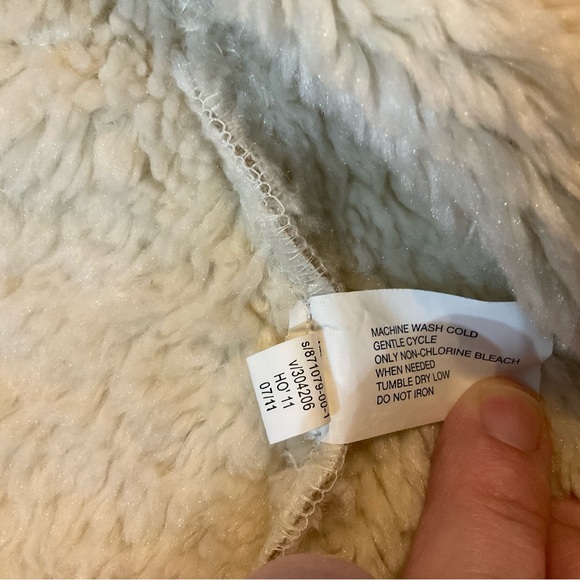 MACHINE WASH COLD
GENTLE CYCLE
ONLY NON-CHLORINE BLEACH
WHEN NEEDED
TUMBLE DRY LOW
DO NOT IRON
s/871079-00-1
v/304206
HO' 11
07/11